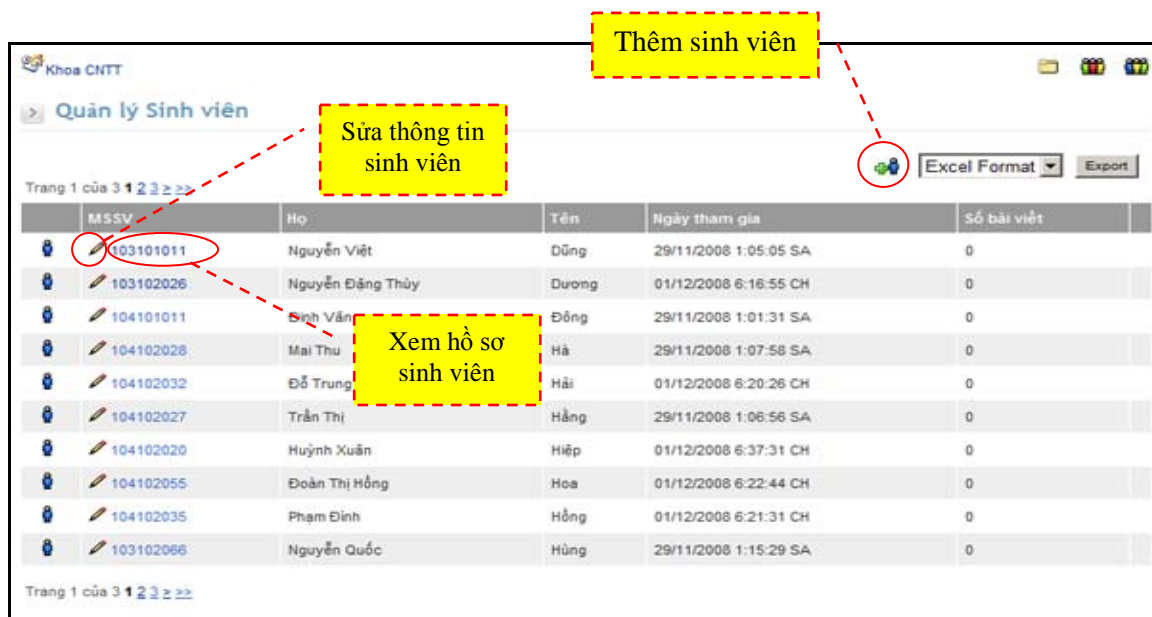 Thêm sinh viên
Khoa CNTT
Quản lý Sinh viên
Sửa thông tin
sinh viên
Excel Format Export
Trang 1 của 3 1 2 3 > >>
MSSV Họ Tên Ngày tham gia Số bài viết
103101011 Nguyễn Việt Dũng 29/11/2008 1:05:05 SA 0
103102026 Nguyễn Đặng Thùy Dương 01/12/2008 6:16:55 CH 0
104101011 Đinh Văn Đông 29/11/2008 1:01:31 SA 0
Xem hồ sơ
sinh viên
104102028 Mai Thu Hà 29/11/2008 1:07:58 SA 0
104102032 Đỗ Trung Hải 01/12/2008 6:20:26 CH 0
104102027 Trần Thị Hằng 29/11/2008 1:06:56 SA 0
104102020 Huỳnh Xuân Hiệp 01/12/2008 6:37:31 CH 0
104102055 Đoàn Thị Hồng Hoa 01/12/2008 6:22:44 CH 0
104102035 Phạm Đình Hồng 01/12/2008 6:21:31 CH 0
103102066 Nguyễn Quốc Hùng 29/11/2008 1:15:29 SA 0
Trang 1 của 3 1 2 3 > >>